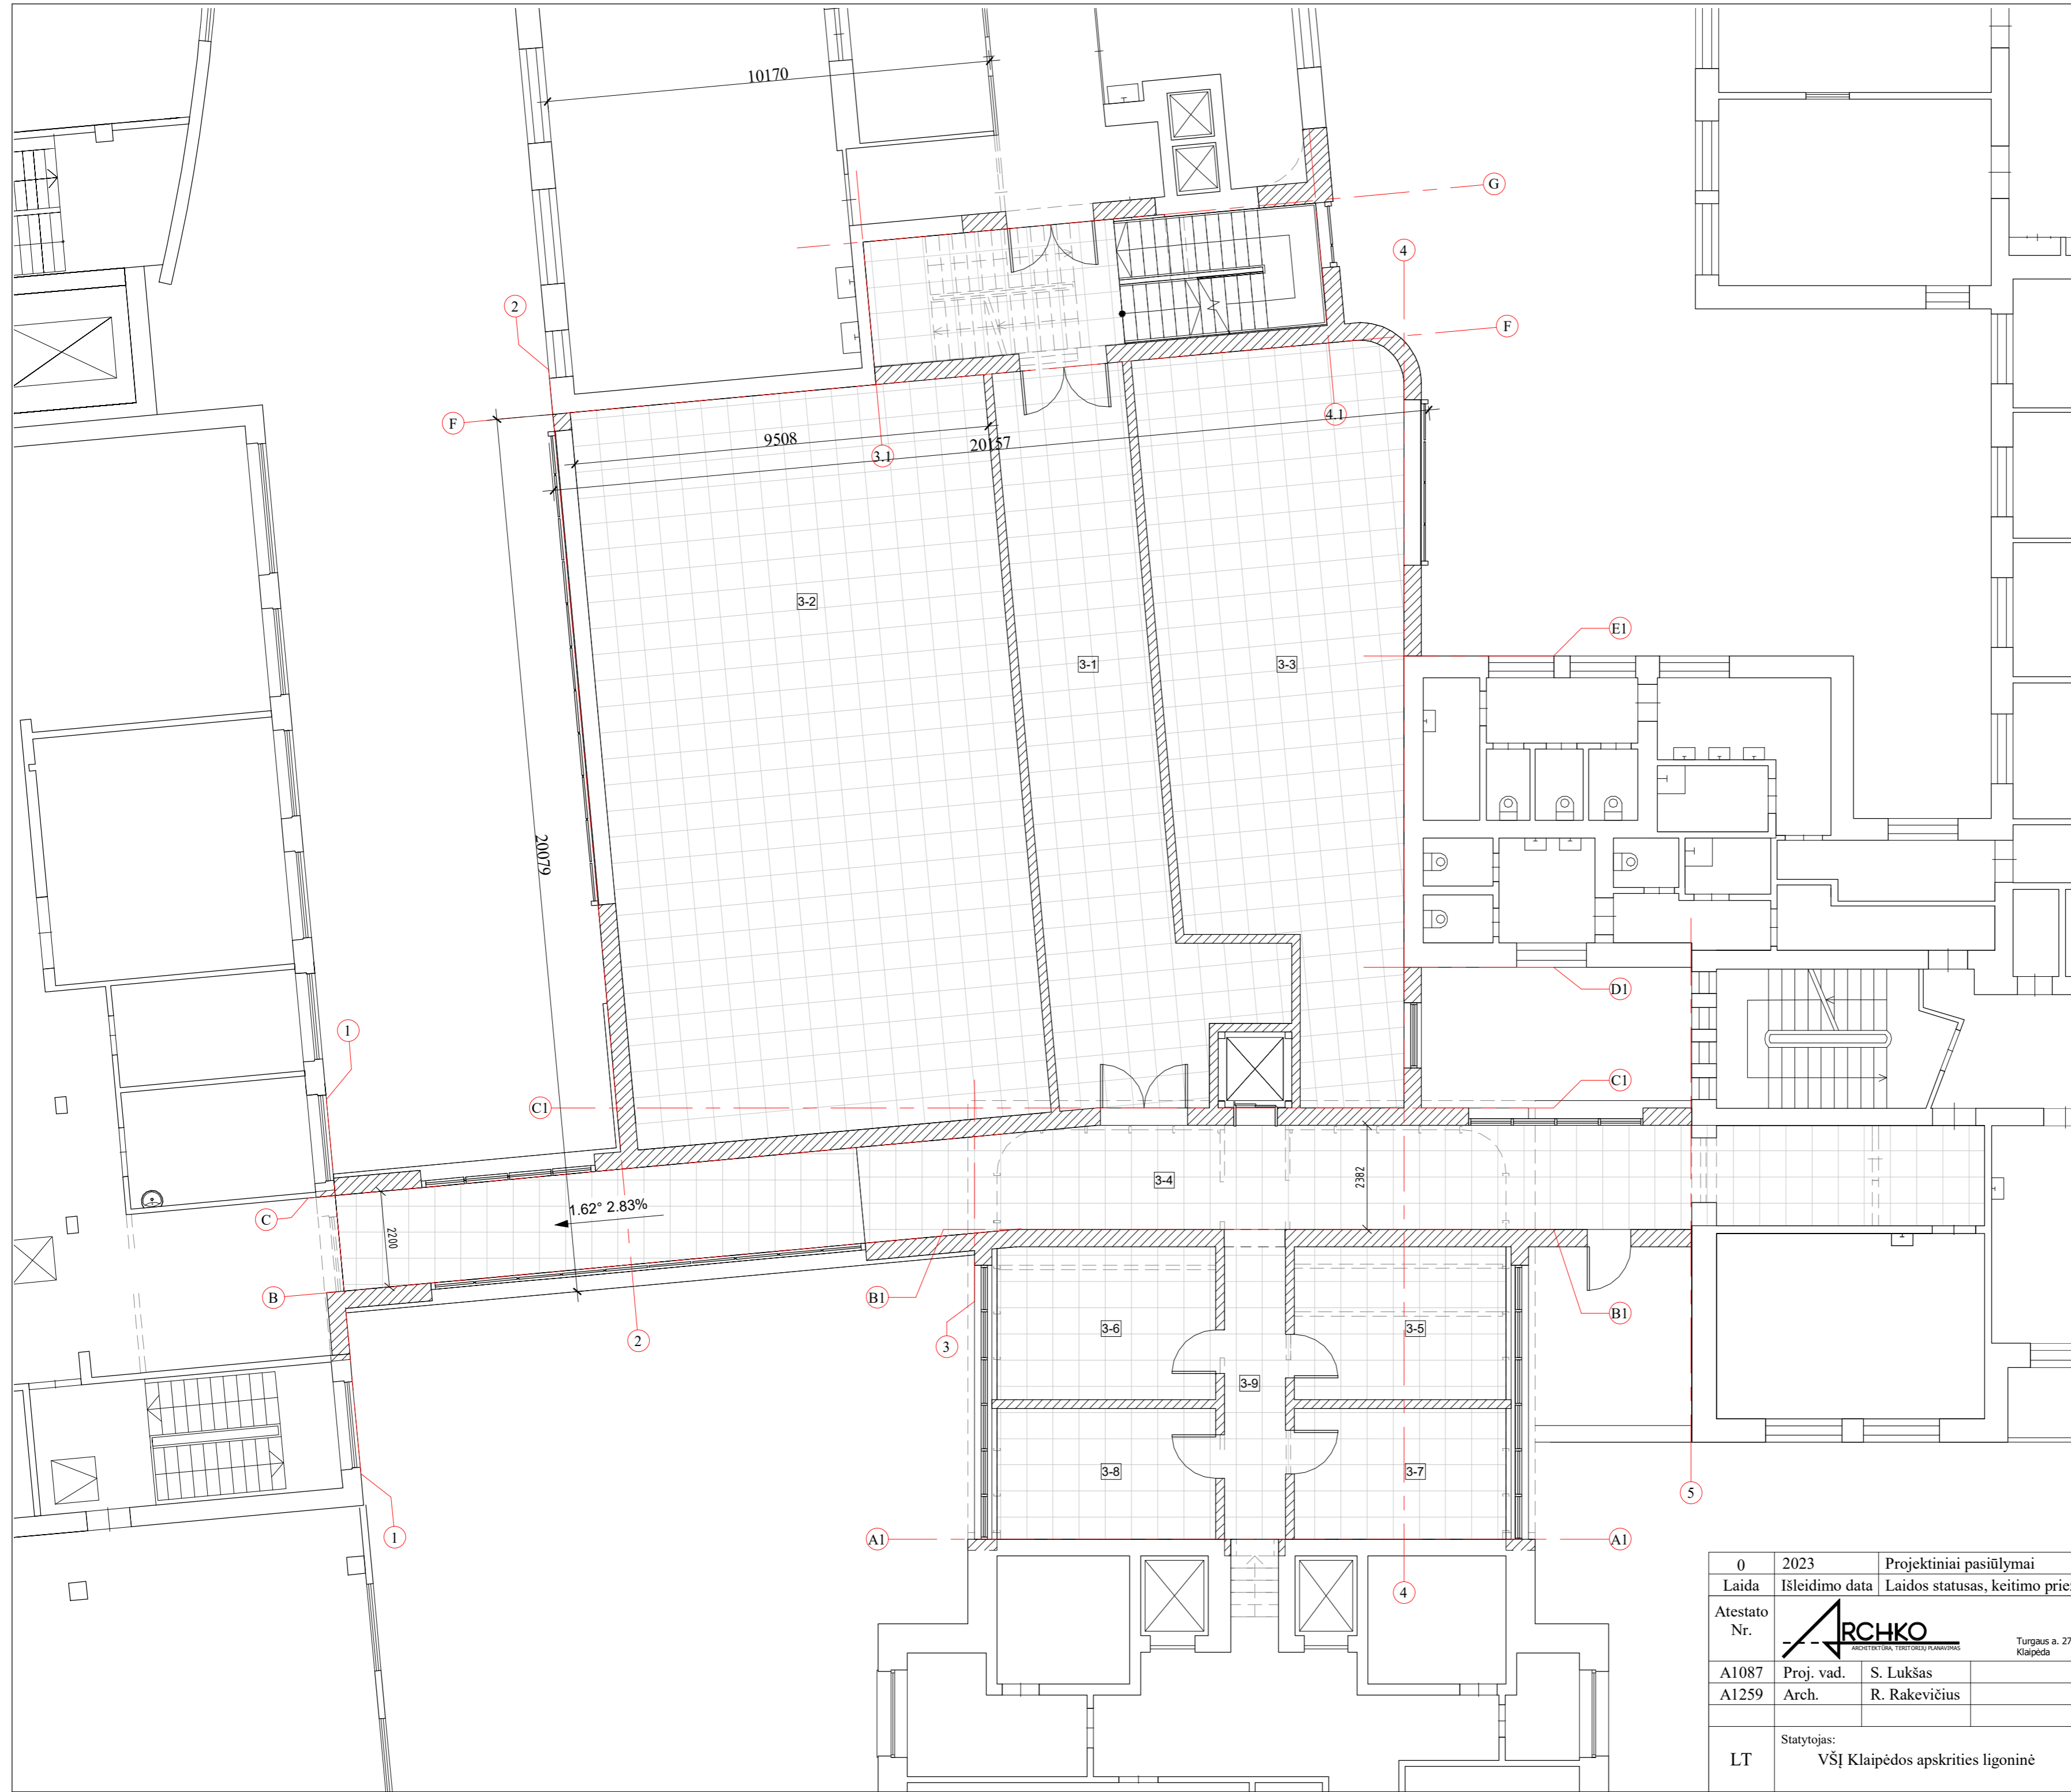 10170
G
4
2
F
F
4.1
9508
20157
3.1
3-2
E1
3-1
3-3
20079
D1
1
C1
C1
3-4
2382
1.62° 2.83%
C
2200
B
B1
B1
3-6
3-5
2
3
3-9
3-8
3-7
5
1
A1
A1
4
0 2023 Projektiniai pasiūlymai
Laida Išleidimo data Laidos statusas, keitimo
Atestato
Nr.
ARCHKO
ARCHITEKTŪRA, TERITORIJŲ PLANAVIMAS
Turgaus a. 27
Klaipėda
A1087 Proj. vad. S. Lukšas
A1259 Arch. R. Rakevičius
Statytojas:
LT VŠĮ Klaipėdos apskrities ligoninė